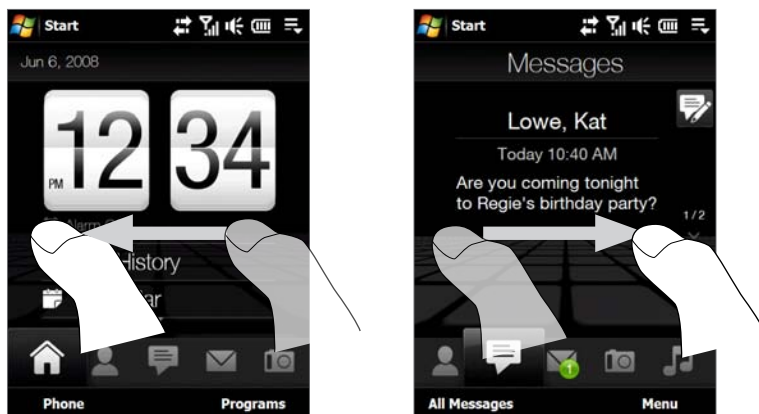 Start
Jun 6, 2008
12 34
PM
History
Phone Programs
Start
Messages
Lowe, Kat
Today 10:40 AM
Are you coming tonight
to Regie's birthday party?
1/2
1
All Messages Menu